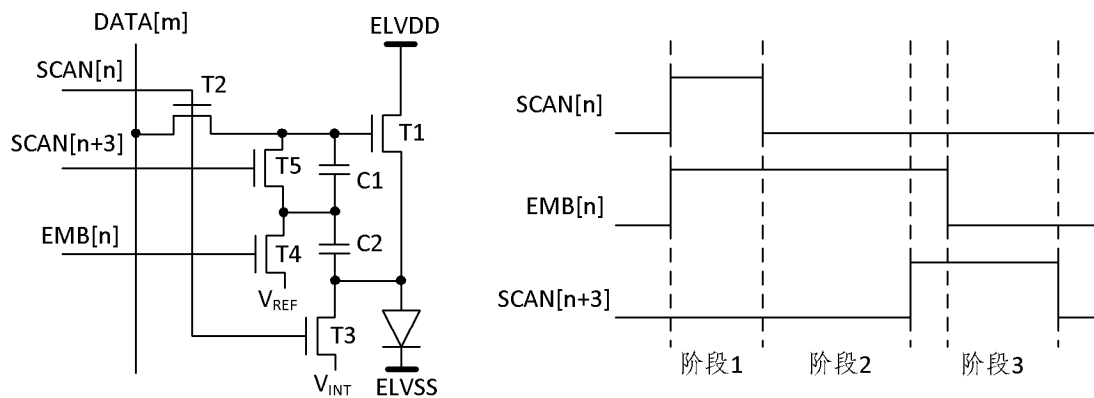 DATA[m]
ELVDD
SCAN[n]
T2
T1
SCAN[n+3]
T5
C1
EMB[n]
T4
C2
VREF
T3
VINT
ELVSS
SCAN[n]
EMB[n]
SCAN[n+3]
阶段1
阶段2
阶段3